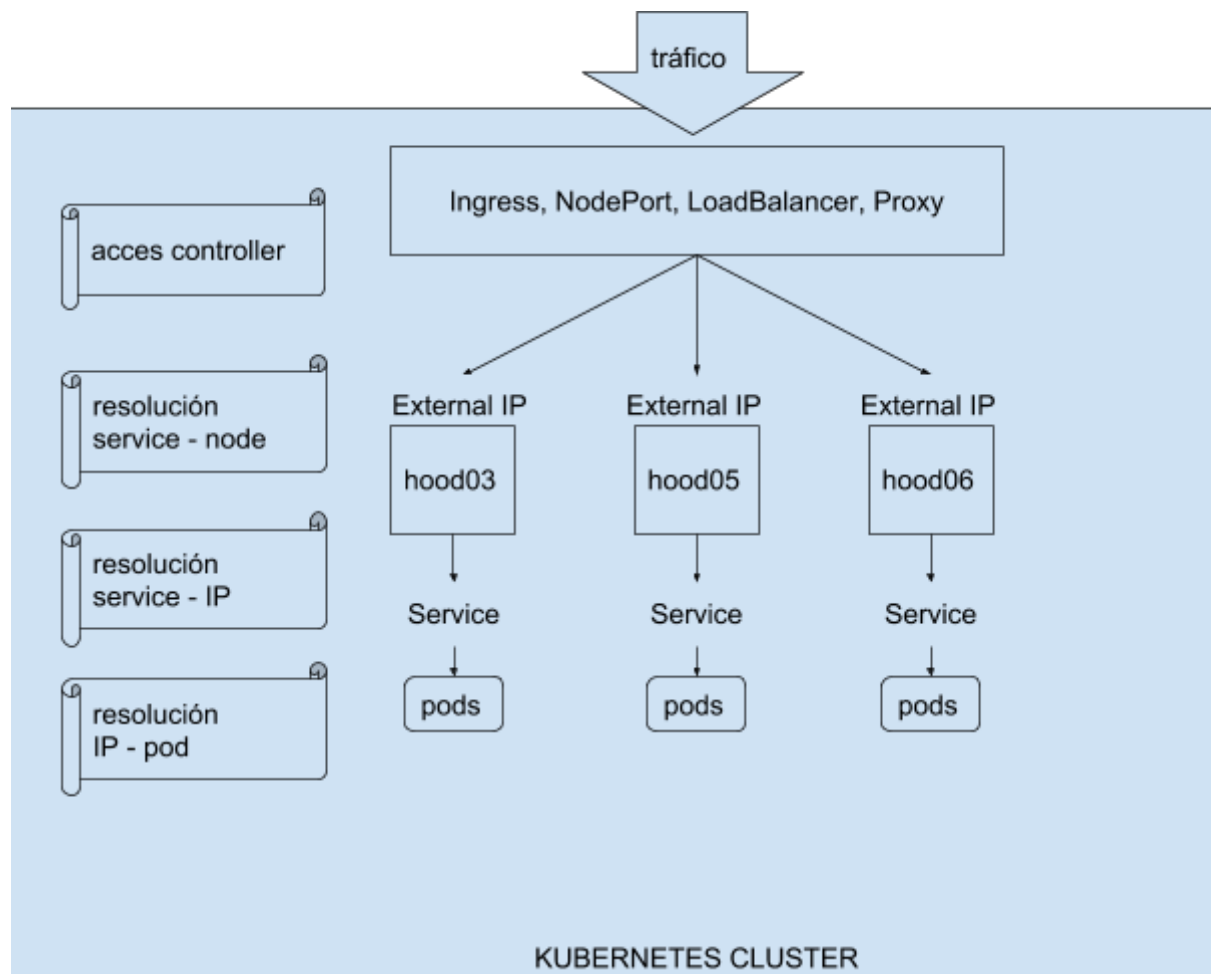 tráfico
Ingress, NodePort, LoadBalancer, Proxy
acces controller
resolución
service - node
External IP
External IP
External IP
hood03
hood05
hood06
resolución
service - IP
Service
Service
Service
resolución
IP - pod
pods
pods
pods
KUBERNETES CLUSTER